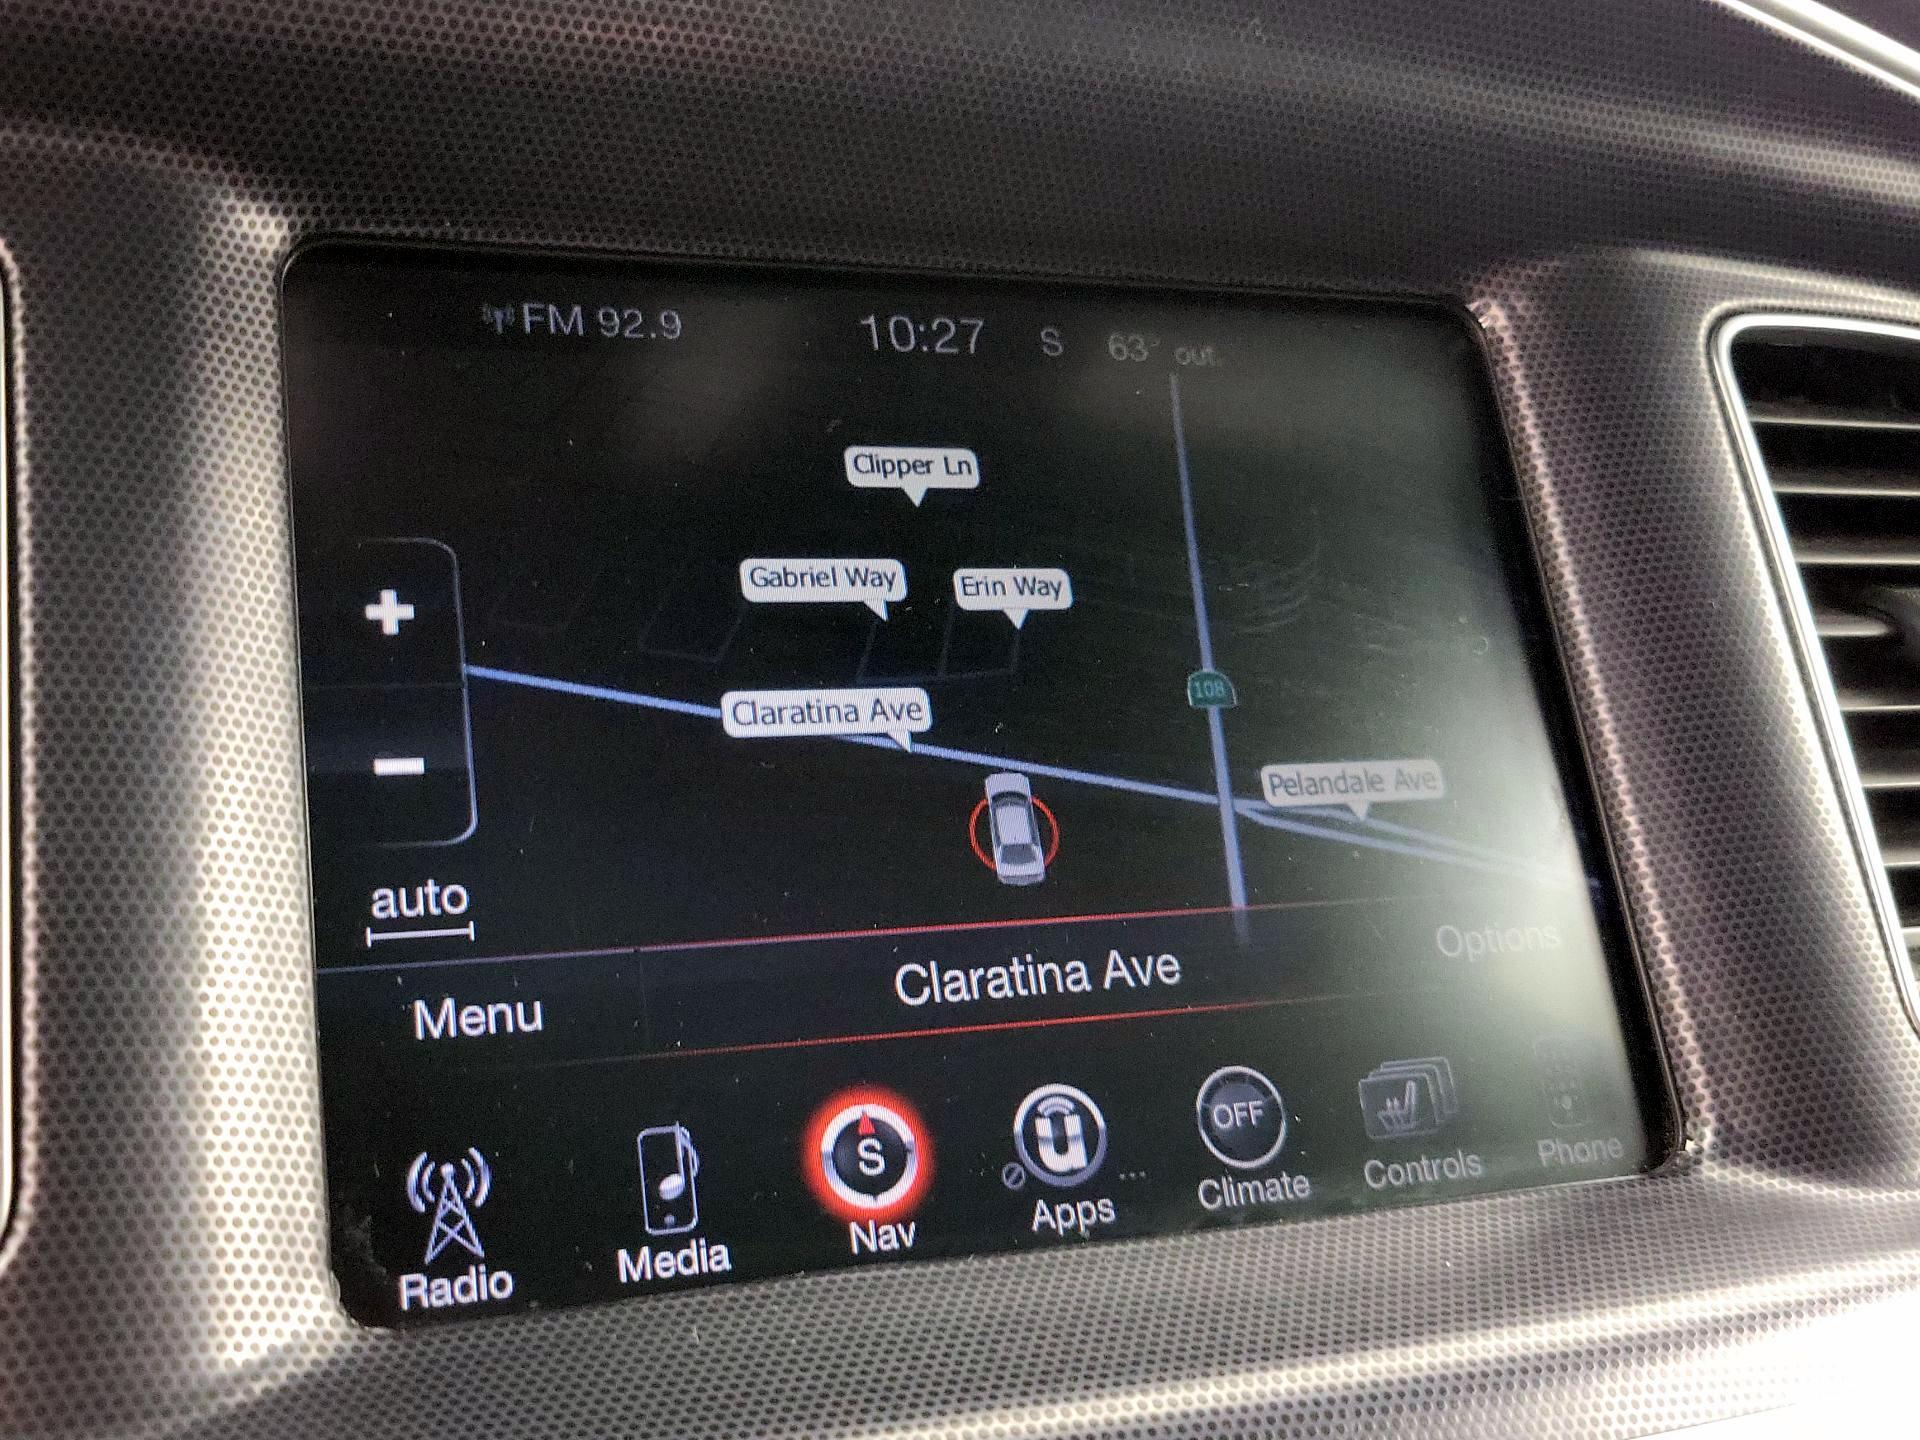 FM 92.9 10:27 S 63° out
Clipper Ln
Gabriel Way Erin Way
Claratina Ave
108
Pelandale Ave
auto
Menu Claratina Ave Options
S OFF
Radio Media Nav Apps Climate Controls Phone